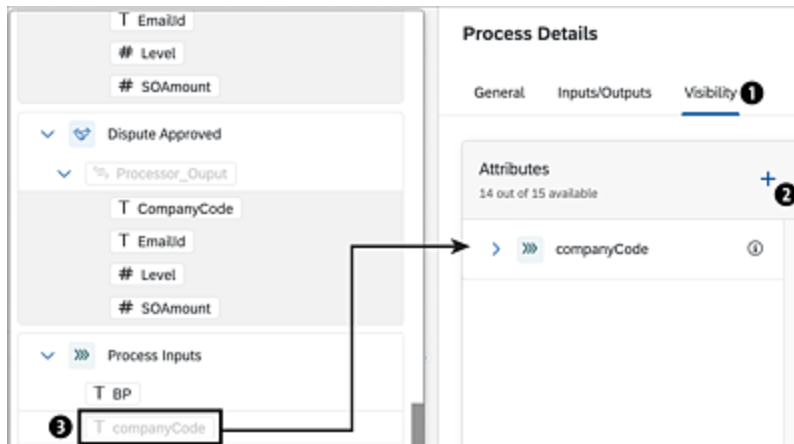 T EmailId
# Level
# SOAmount
Dispute Approved
Processor_Ouput
T CompanyCode
T EmailId
# Level
# SOAmount
Process Inputs
T BP
3 T companyCode
Process Details
General Inputs/Outputs Visibility 1
Attributes
14 out of 15 available
2
companyCode